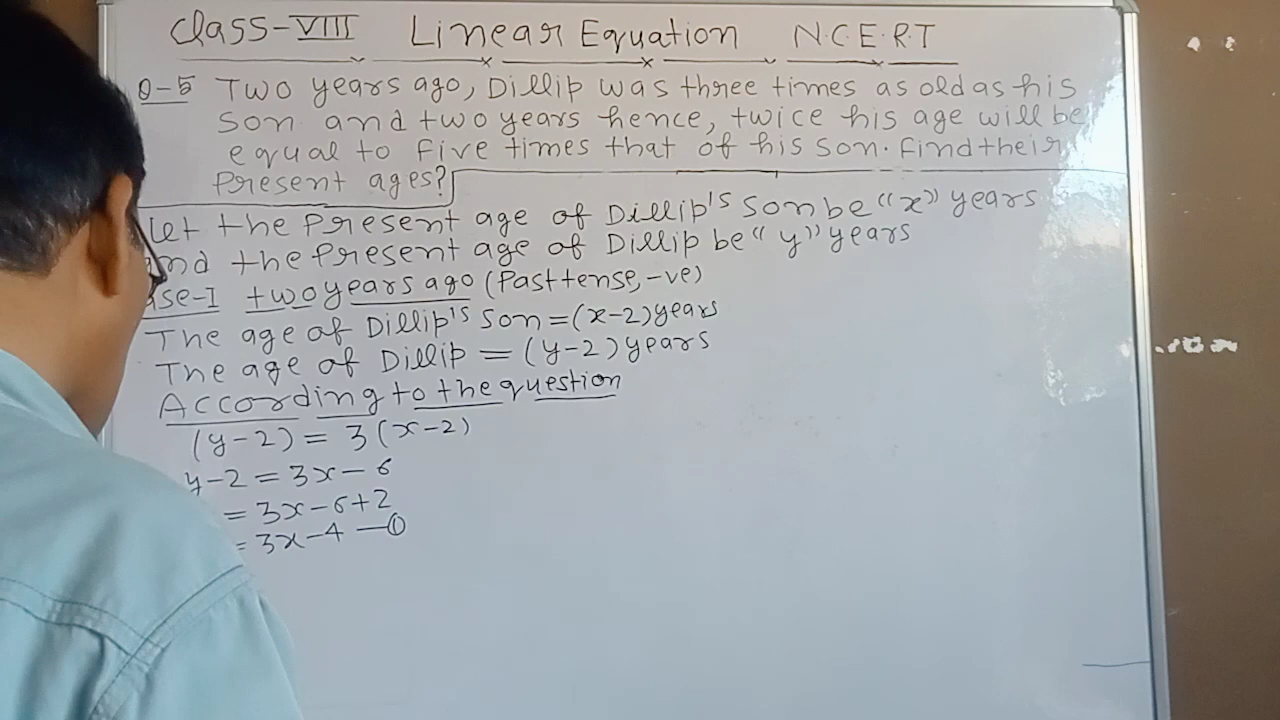 Class-VIII Linear Equation N.C.E.R.T
Q-5 Two years ago, Dillip was three times as old as his
son and two years hence, twice his age will be
equal to five times that of his son. Find their
Present ages?
Let the Present age of Dillip's son be "x" years
and the Present age of Dillip be "y" years
ase-I two years ago (Past tense, -ve)
The age of Dillip's son = (x-2) years
The age of Dillip = (y-2) years
According to the question
(y-2) = 3(x-2)
y-2 = 3x-6
= 3x-6+2
= 3x-4 —①